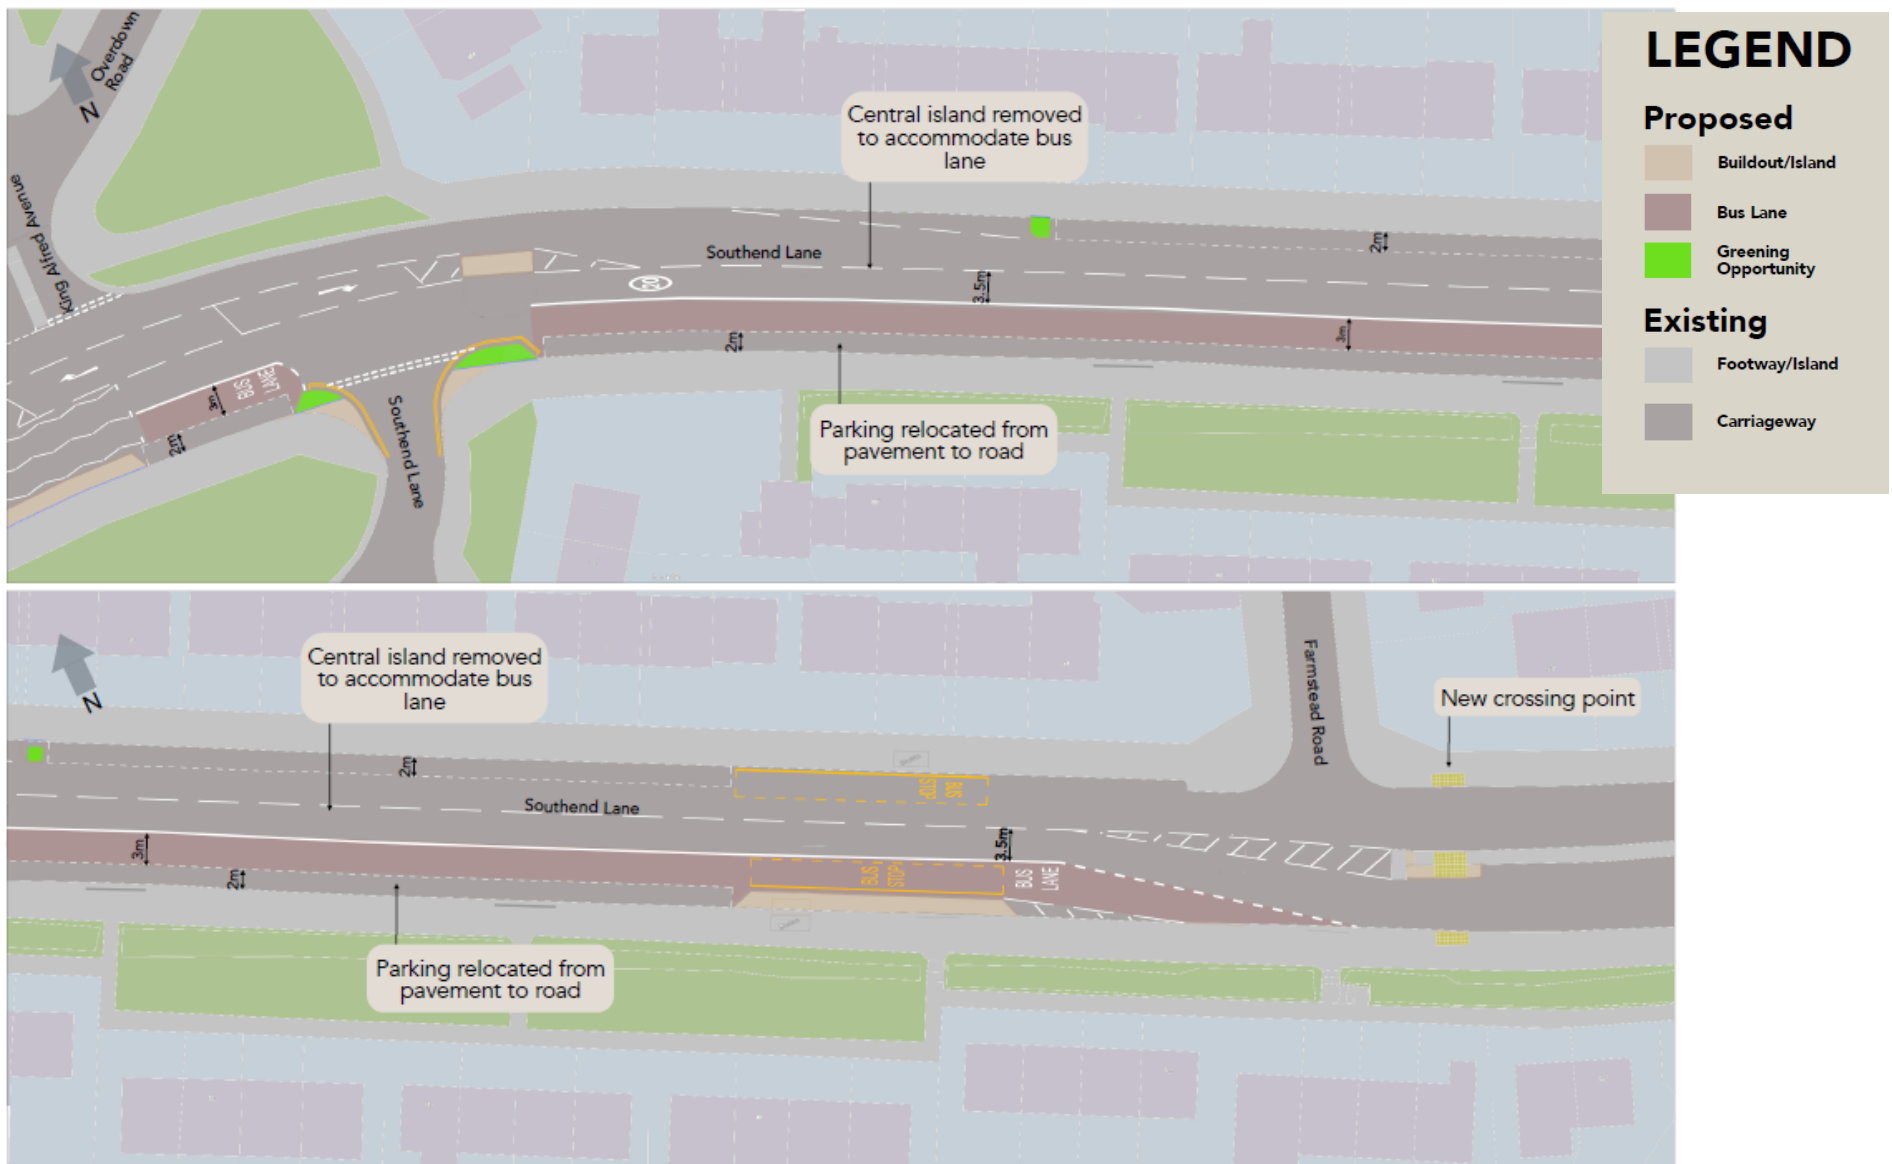 Overdown
Road
N
King Alfred Avenue
Central island removed
to accommodate bus
lane
Southend Lane
20
3.5m
2m
2m
3m
BUS
LANE
3m
2m
Southend Lane
Parking relocated from
pavement to road
LEGEND
Proposed
Buildout/Island
Bus Lane
Greening
Opportunity
Existing
Footway/Island
Carriageway
N
Central island removed
to accommodate bus
lane
Farmstead Road
New crossing point
2m
BUS
STOP
Southend Lane
3m
2m
3.5m
BUS
STOP
BUS
LANE
Parking relocated from
pavement to road